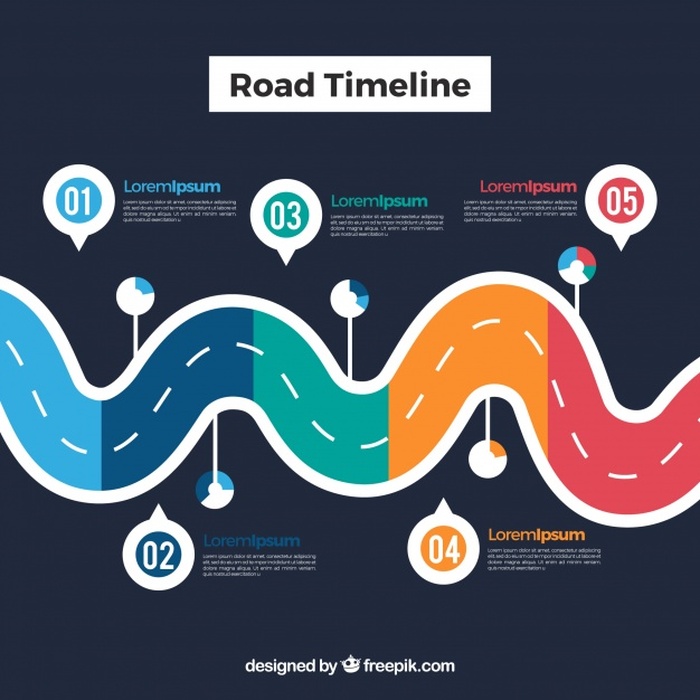 Road Timeline
01
LoremIpsum
Lorem ipsum dolor sit amet, consectetur adipiscing
elit, sed do eiusmod tempor incididunt ut labore et
dolore magna aliqua. Ut enim ad minim veniam,
quis nostrud exercitation u
03
LoremIpsum
Lorem ipsum dolor sit amet, consectetur adipiscing
elit, sed do eiusmod tempor incididunt ut labore et
dolore magna aliqua. Ut enim ad minim veniam,
quis nostrud exercitation u
LoremIpsum
Lorem ipsum dolor sit amet, consectetur adipiscing
elit, sed do eiusmod tempor incididunt ut labore et
dolore magna aliqua. Ut enim ad minim veniam,
quis nostrud exercitation u
05
02
LoremIpsum
Lorem ipsum dolor sit amet, consectetur adipiscing
elit, sed do eiusmod tempor incididunt ut labore et
dolore magna aliqua. Ut enim ad minim veniam,
quis nostrud exercitation u
04
LoremIpsum
Lorem ipsum dolor sit amet, consectetur adipiscing
elit, sed do eiusmod tempor incididunt ut labore et
dolore magna aliqua. Ut enim ad minim veniam,
quis nostrud exercitation u
designed by freepik.com